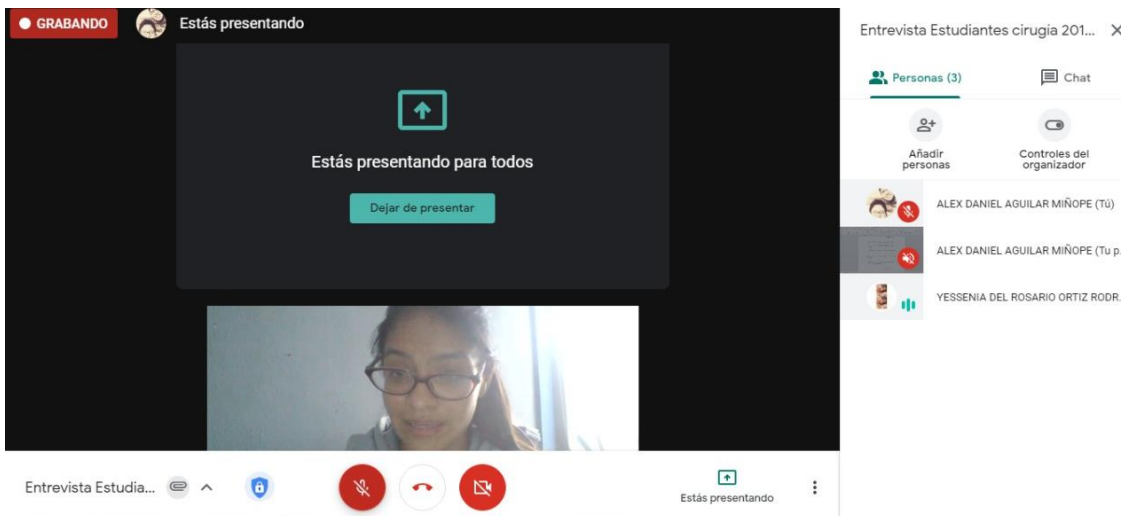 GRABANDO
Estás presentando
Estás presentando para todos
Dejar de presentar
Entrevista Estudia...
Estás presentando
Entrevista Estudiantes cirugía 201...
Personas (3)
Chat
Añadir
personas
Controles del
organizador
ALEX DANIEL AGUILAR MIÑOPE (Tú)
ALEX DANIEL AGUILAR MIÑOPE (Tu p.
YESSENIA DEL ROSARIO ORTIZ RODR.